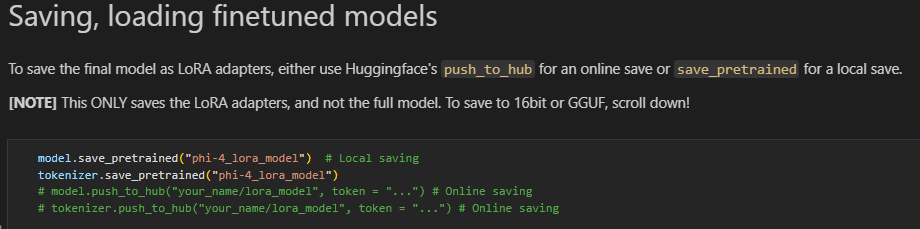 Saving, loading finetuned models
To save the final model as LoRA adapters, either use Huggingface's push_to_hub for an online save or save_pretrained for a local save.
[NOTE] This ONLY saves the LoRA adapters, and not the full model. To save to 16bit or GGUF, scroll down!
model.save_pretrained("phi-4_lora_model")  # Local saving
tokenizer.save_pretrained("phi-4_lora_model")
# model.push_to_hub("your_name/lora_model", token = "...") # Online saving
# tokenizer.push_to_hub("your_name/lora_model", token = "...") # Online saving